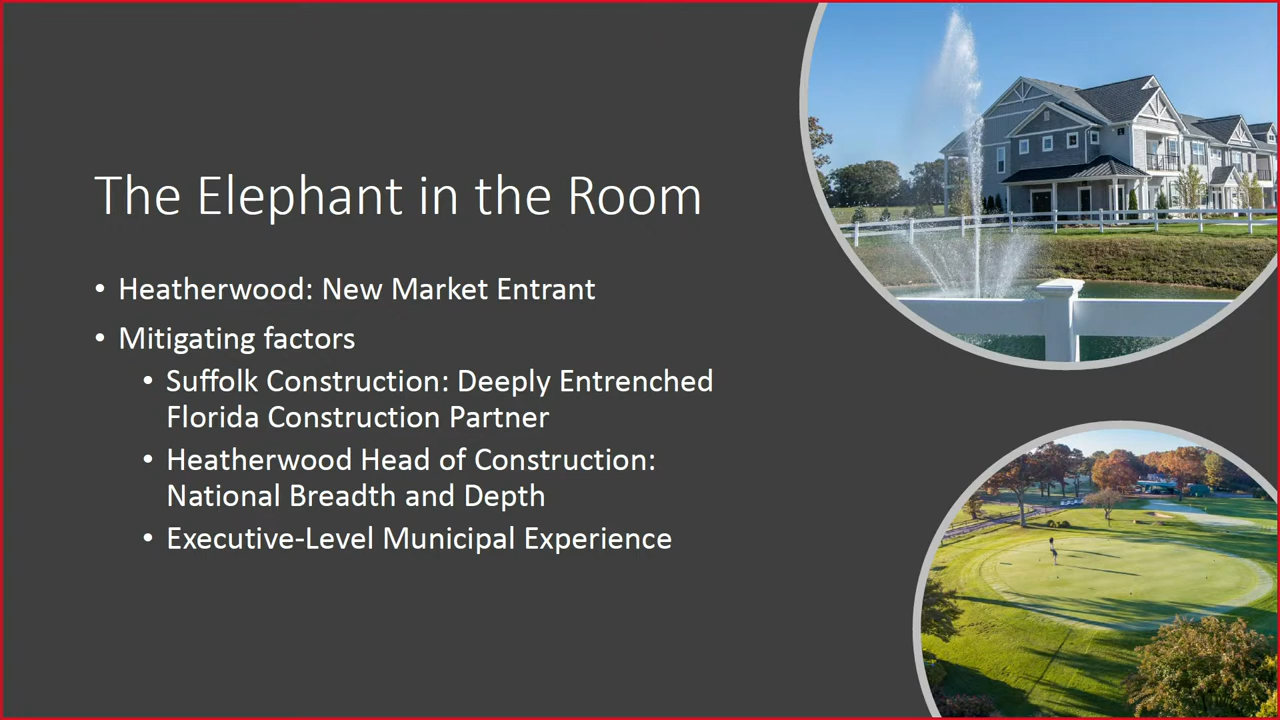 The Elephant in the Room
• Heatherwood: New Market Entrant
• Mitigating factors
• Suffolk Construction: Deeply Entrenched
Florida Construction Partner
• Heatherwood Head of Construction:
National Breadth and Depth
• Executive-Level Municipal Experience